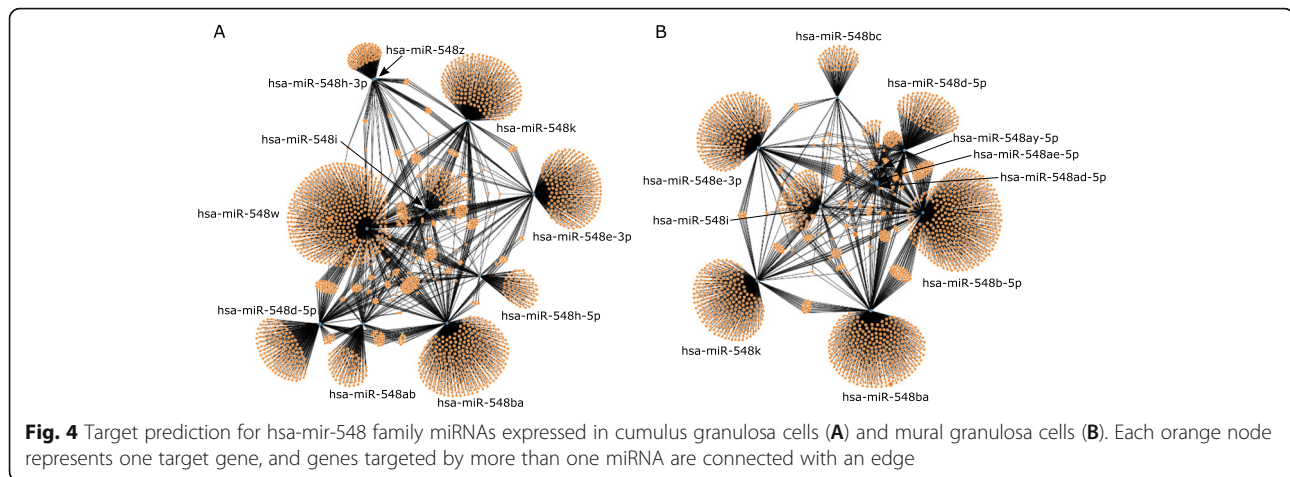 A
hsa-miR-548z
hsa-miR-548h-3p
hsa-miR-548k
hsa-miR-548i
hsa-miR-548w
hsa-miR-548e-3p
hsa-miR-548h-5p
hsa-miR-548d-5p
hsa-miR-548ab
hsa-miR-548ba
B
hsa-miR-548bc
hsa-miR-548d-5p
hsa-miR-548ay-5p
hsa-miR-548ae-5p
hsa-miR-548ad-5p
hsa-miR-548e-3p
hsa-miR-548i
hsa-miR-548b-5p
hsa-miR-548k
hsa-miR-548ba
Fig. 4 Target prediction for hsa-mir-548 family miRNAs expressed in cumulus granulosa cells (A) and mural granulosa cells (B). Each orange node
represents one target gene, and genes targeted by more than one miRNA are connected with an edge